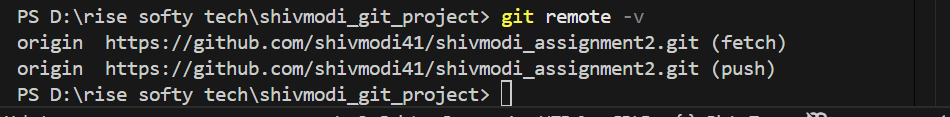 PS D:\rise softy tech\shivmodi_git_project> git remote -v
origin  https://github.com/shivmodi41/shivmodi_assignment2.git (fetch)
origin  https://github.com/shivmodi41/shivmodi_assignment2.git (push)
PS D:\rise softy tech\shivmodi_git_project>